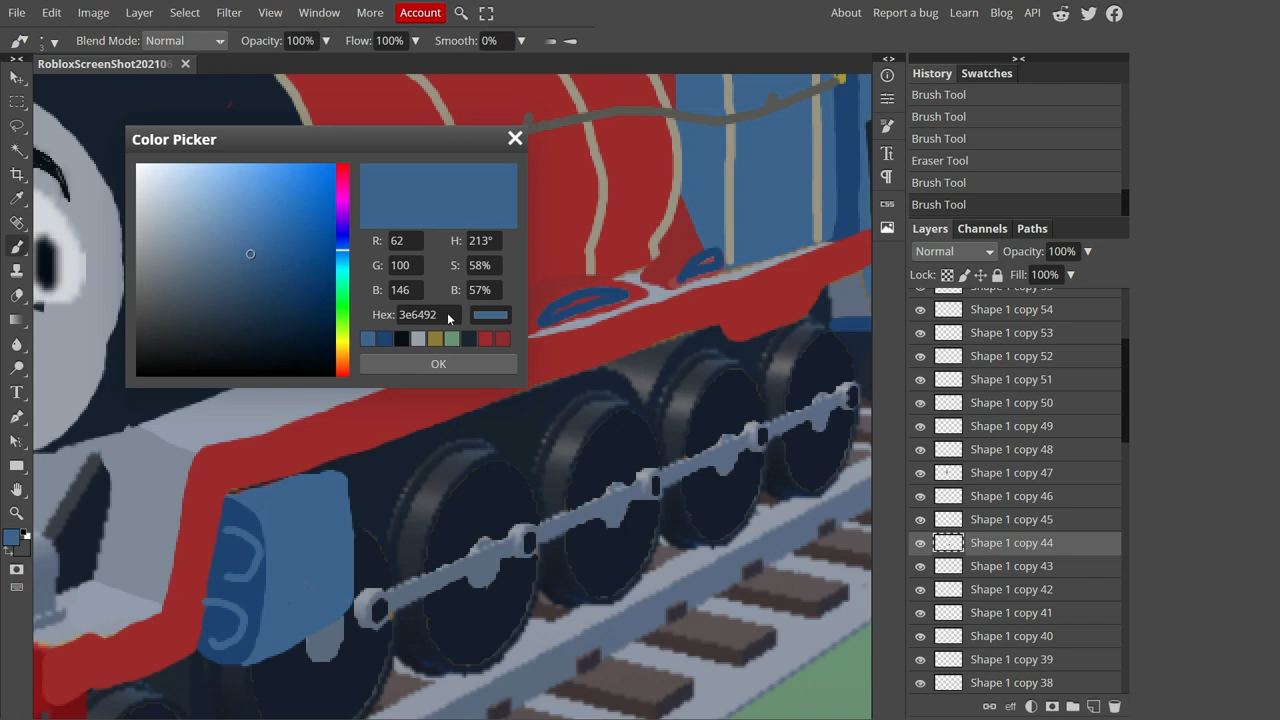 File Edit Image Layer Select Filter View Window More Account About Report a bug Learn Blog API
3 Blend Mode: Normal Opacity: 100% Flow: 100% Smooth: 0%
RobloxScreenShot20210
History Swatches
Brush Tool
Brush Tool
Brush Tool
Eraser Tool
Brush Tool
Brush Tool
Color Picker
R: 62 H: 213°
G: 100 S: 58%
B: 146 B: 57%
Hex: 3e6492
OK
CSS
Layers Channels Paths
Normal Opacity: 100%
Lock: Fill: 100%
Shape 1 copy 54
Shape 1 copy 53
Shape 1 copy 52
Shape 1 copy 51
Shape 1 copy 50
Shape 1 copy 49
Shape 1 copy 48
Shape 1 copy 47
Shape 1 copy 46
Shape 1 copy 45
Shape 1 copy 44
Shape 1 copy 43
Shape 1 copy 42
Shape 1 copy 41
Shape 1 copy 40
Shape 1 copy 39
Shape 1 copy 38
eff